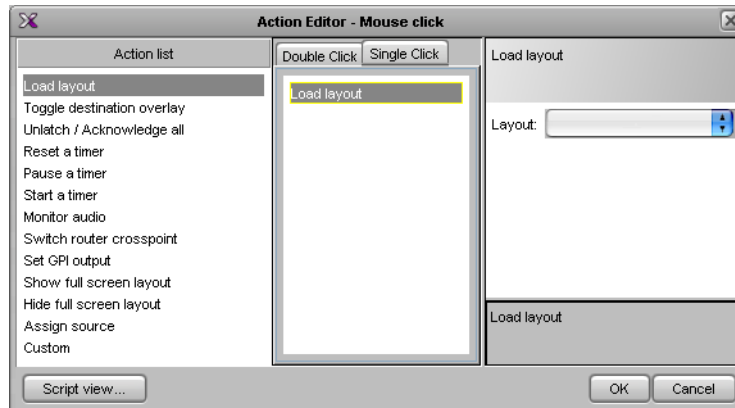 Action Editor - Mouse click
Action list
Load layout
Toggle destination overlay
Unlatch / Acknowledge all
Reset a timer
Pause a timer
Start a timer
Monitor audio
Switch router crosspoint
Set GPI output
Show full screen layout
Hide full screen layout
Assign source
Custom
Double Click
Single Click
Load layout
Load layout
Layout:
Load layout
Script view...
OK
Cancel